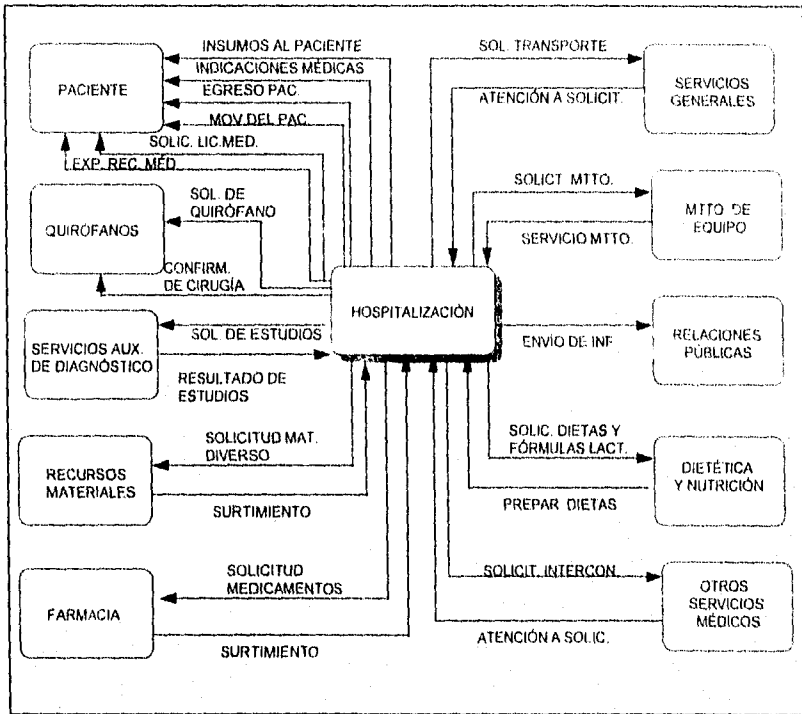 INSUMOS AL PACIENTE
INDICACIONES MÉDICAS
EGRESO PAC.
MOV.DEL PAC.
SOLIC. LIC.MED.
EXP. REC. MÉD.
PACIENTE
SOL. DE
QUIRÓFANO
QUIRÓFANOS
CONFIRM.
DE CIRUGÍA
HOSPITALIZACIÓN
SOL. DE ESTUDIOS
SERVICIOS AUX.
DE DIAGNÓSTICO
RESULTADO DE
ESTUDIOS
SOLICITUD MAT.
DIVERSO
RECURSOS
MATERIALES
SURTIMIENTO
SOLICITUD
MEDICAMENTOS
FARMACIA
SURTIMIENTO
SOL. TRANSPORTE
SERVICIOS
GENERALES
ATENCIÓN A SOLICIT.
SOLICT. MTTO.
MTTO. DE
EQUIPO
SERVICIO MTTO.
ENVÍO DE INF.
RELACIONES
PÚBLICAS
SOLIC. DIETAS Y
FÓRMULAS LACT.
DIETÉTICA
Y NUTRICIÓN
PREPAR. DIETAS
SOLICIT. INTERCON.
OTROS
SERVICIOS
MÉDICOS
ATENCIÓN A SOLIC.